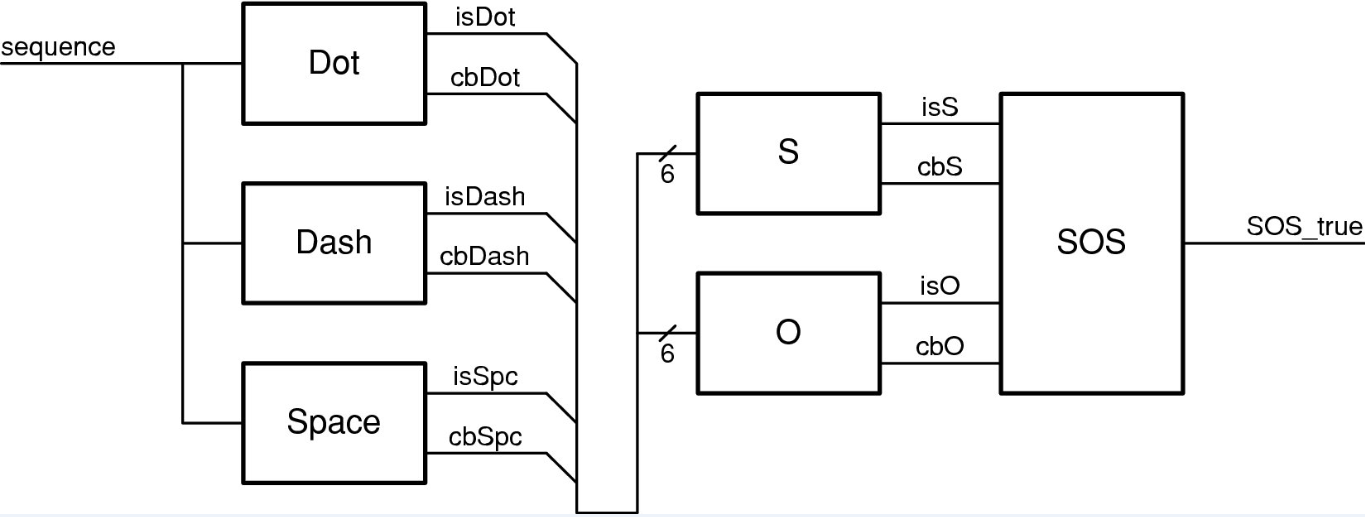 sequence
Dot
isDot
cbDot
Dash
isDash
cbDash
Space
isSpc
cbSpc
6
S
isS
cbS
6
O
isO
cbO
SOS
SOS_true